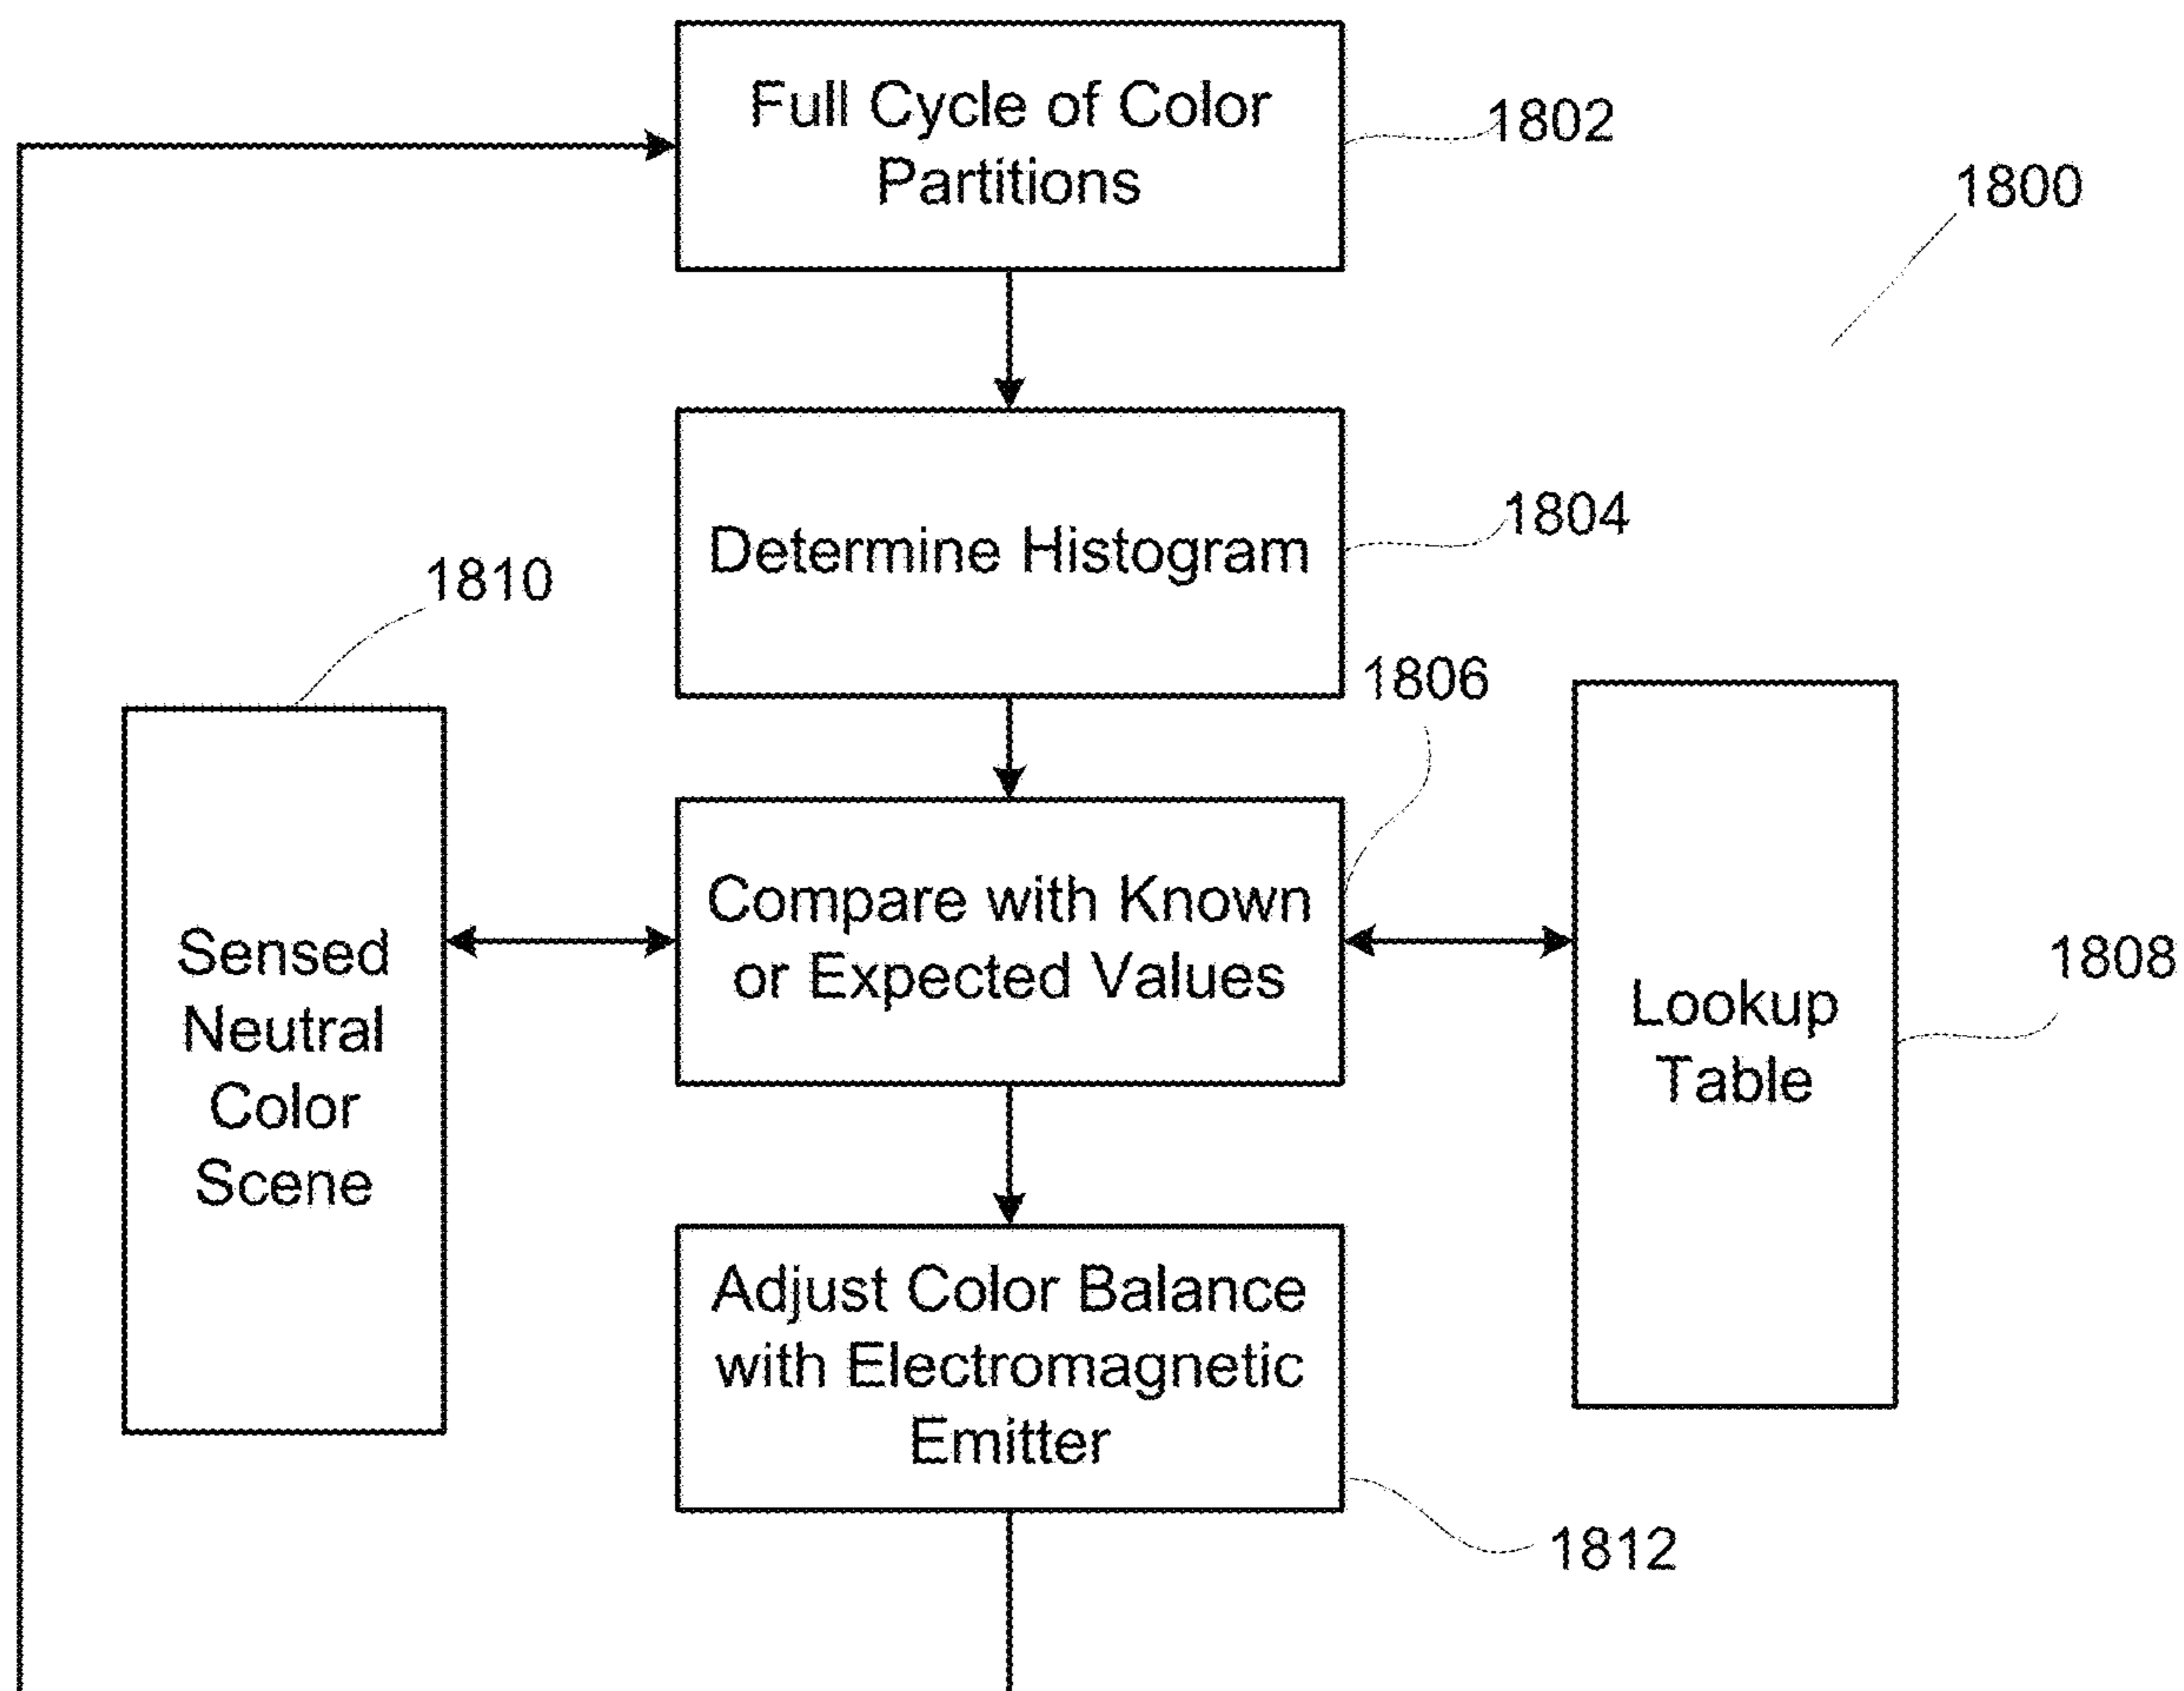 Full Cycle of Color
Partitions
1802
1800
Determine Histogram
1804
1810
1806
Compare with Known
or Expected Values
Sensed
Neutral
Color
Scene
Lookup
Table
1808
Adjust Color Balance
with Electromagnetic
Emitter
1812